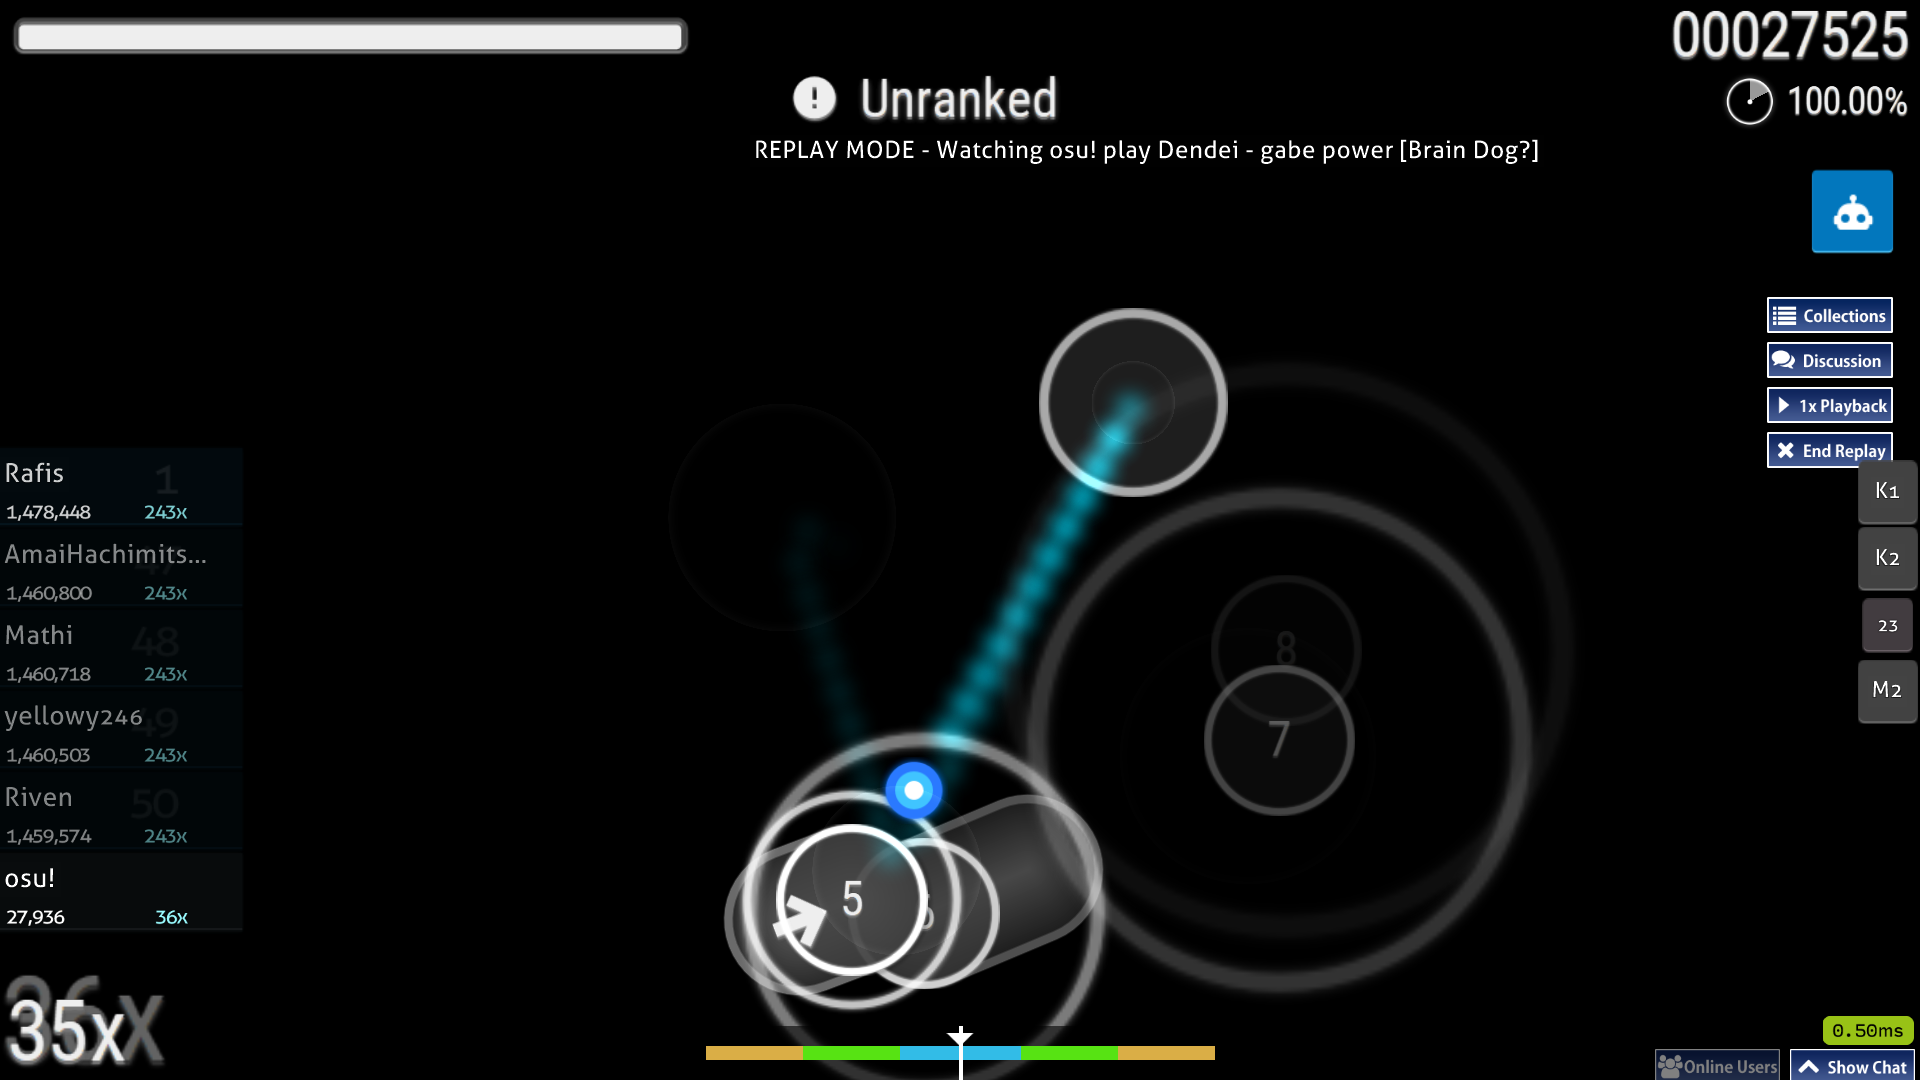 00027525
! Unranked
100.00%
REPLAY MODE - Watching osu! play Dendei - gabe power [Brain Dog?]
Collections
Discussion
1x Playback
End Replay
Rafis 1
1,478,448 243x
K1
AmaiHachimits... 47
1,460,800 243x
K2
Mathi 48
1,460,718 243x
23
8
yellowy246 49
1,460,503 243x
M2
7
Riven 50
1,459,574 243x
osu!
27,936 36x
5
6
36x
35x
0.50ms
Online Users
Show Chat